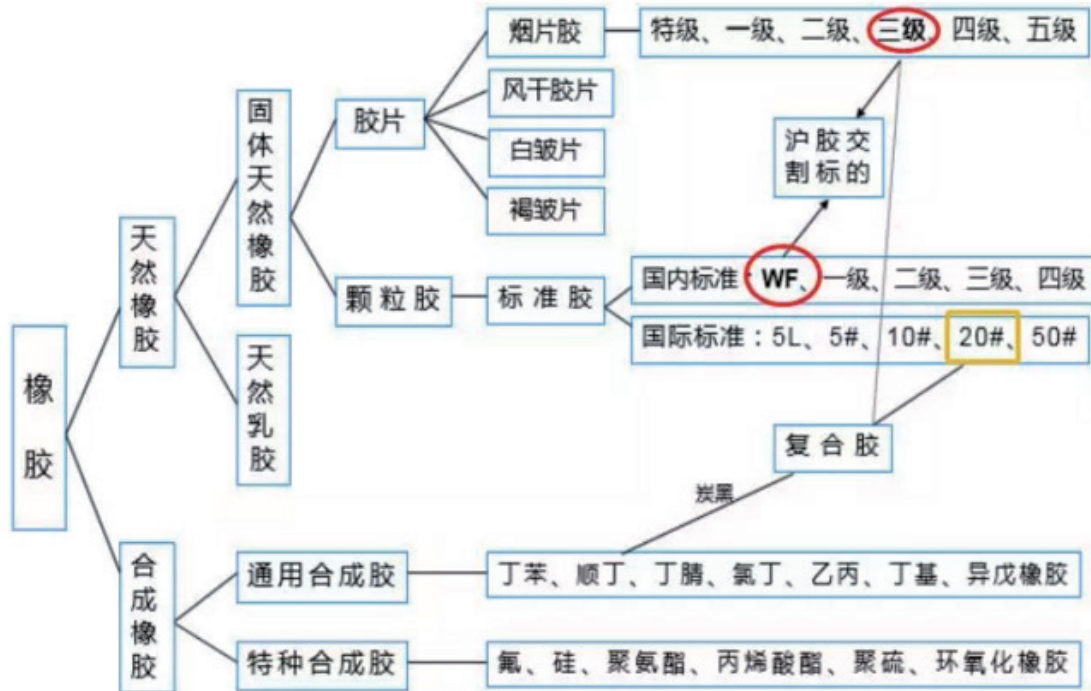 烟片胶
特级、一级、二级、三级、四级、五级
风干胶片
白皱片
褐皱片
胶片
固体天然橡胶
沪胶交
割标的
天然橡胶
颗粒胶
标准胶
国内标准：WF、一级、二级、三级、四级
国际标准：5L、5#、10#、20#、50#
天然乳胶
橡胶
复合胶
炭黑
合成橡胶
通用合成胶
丁苯、顺丁、丁腈、氯丁、乙丙、丁基、异戊橡胶
特种合成胶
氟、硅、聚氨酯、丙烯酸酯、聚硫、环氧化橡胶